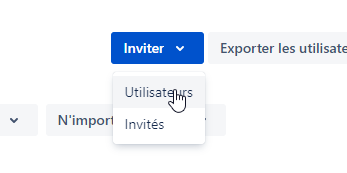 Inviter Exporter les utilisate
Utilisateurs
Invités
N'import